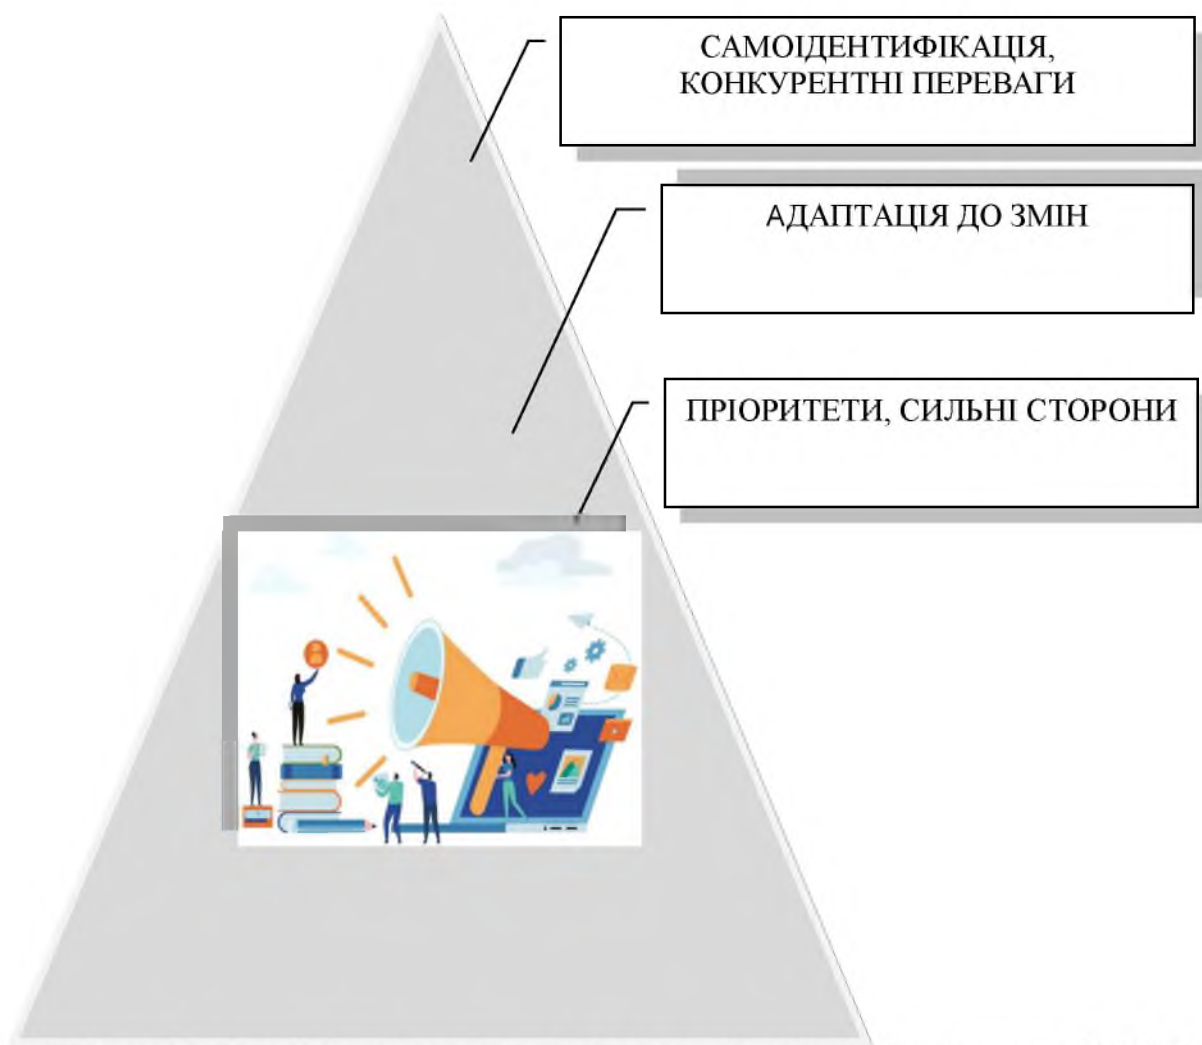 САМОІДЕНТИФІКАЦІЯ,
КОНКУРЕНТНІ ПЕРЕВАГИ
АДАПТАЦІЯ ДО ЗМІН
ПРІОРИТЕТИ, СИЛЬНІ СТОРОНИ